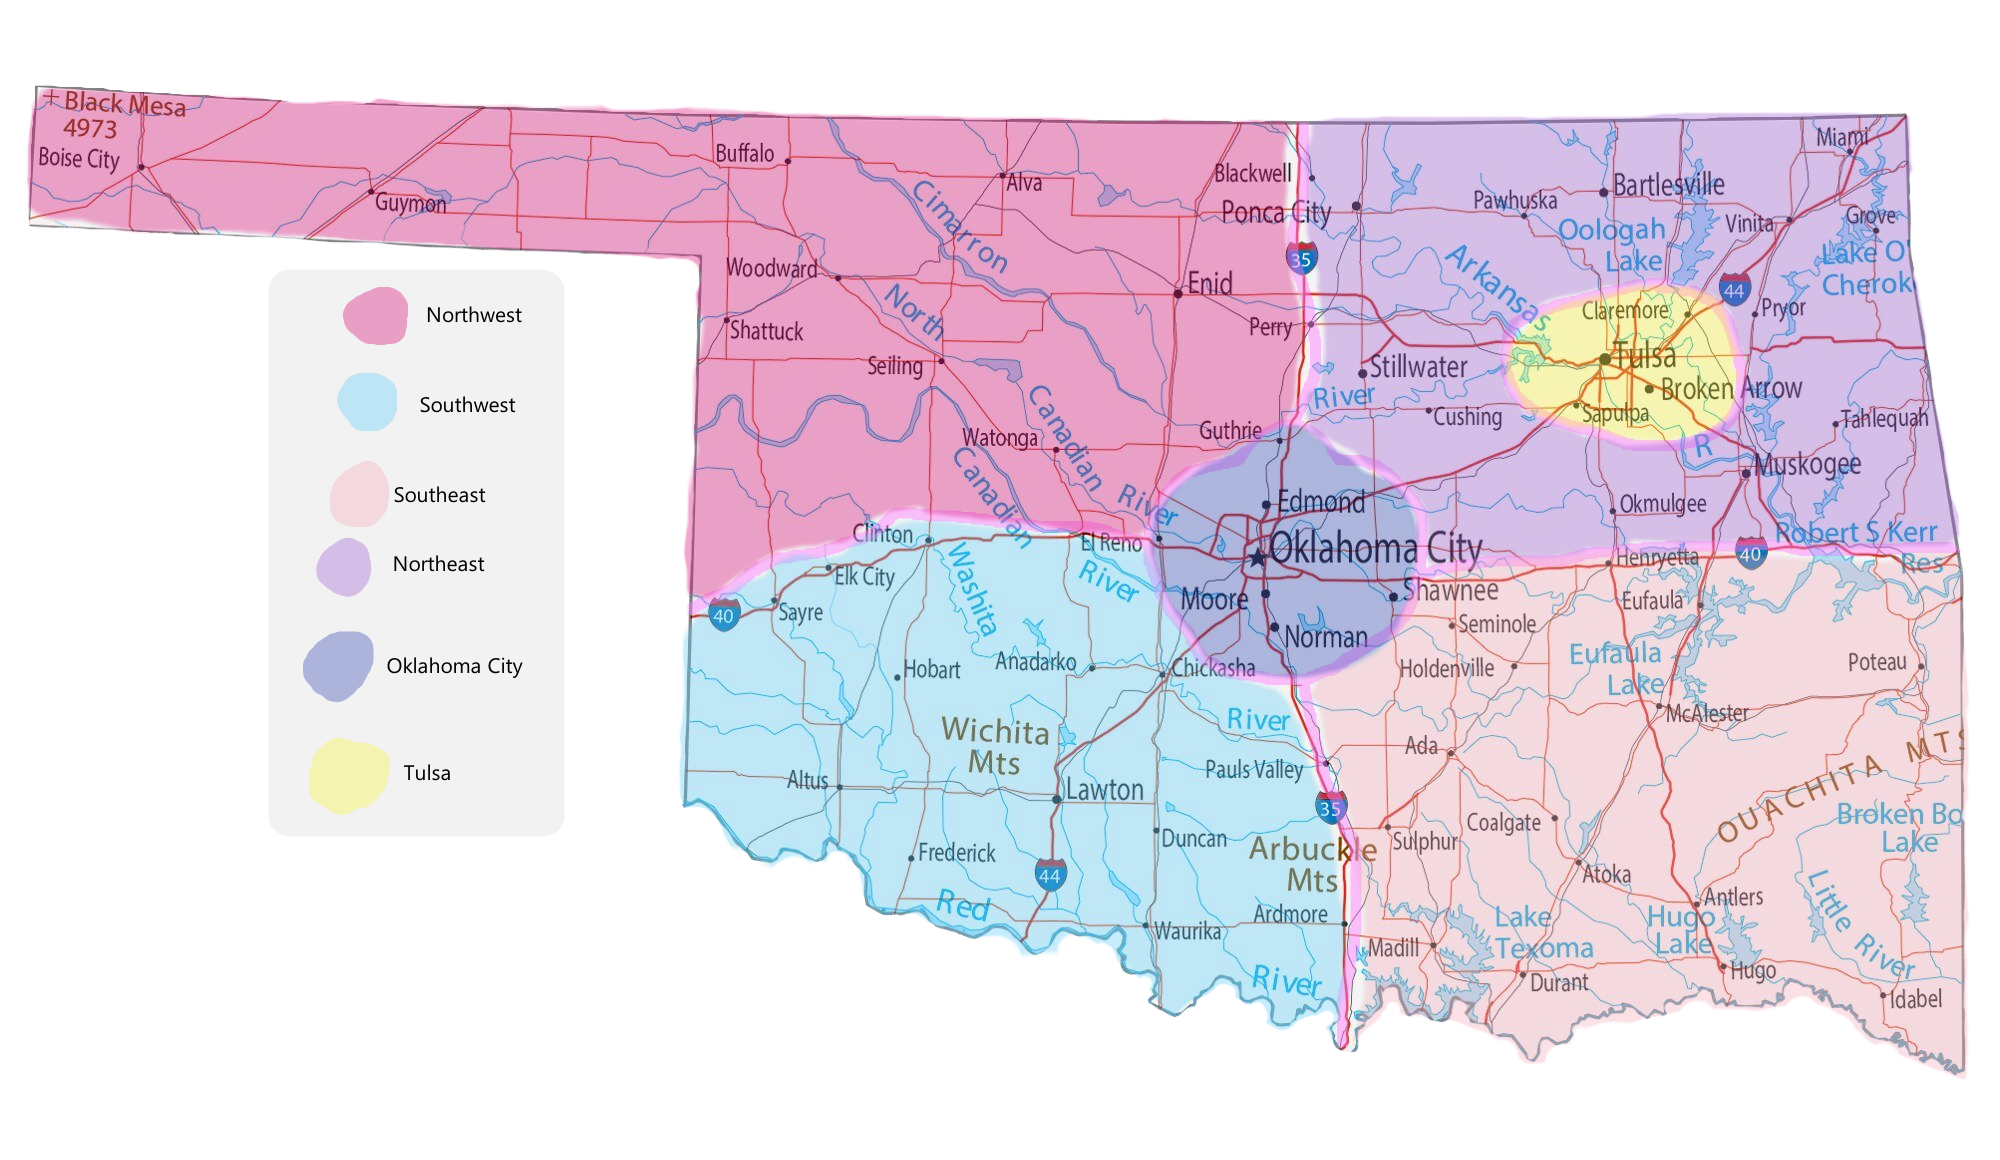 Black Mesa
4973
Boise City
Guymon
Buffalo
Alva
Blackwell
Ponca City
Pawhuska
Bartlesville
Miami
Vinita
Grove
Oologah
Lake
Lake O'
Cherok
Cimarron
Woodward
Enid
35
Arkansas
44
Pryor
Claremore
North
Shattuck
Perry
Seiling
Stillwater
Tulsa
Broken Arrow
Canadian
River
Cushing
Sapulpa
Tahlequah
Watonga
Guthrie
R
Muskogee
Canadian
River
Edmond
Okmulgee
Clinton
El Reno
Oklahoma City
Robert S Kerr
Res
40
Henryetta
Elk City
Washita
River
Moore
Shawnee
Eufaula
40
Sayre
Norman
Seminole
Hobart
Anadarko
Chickasha
Holdenville
Eufaula
Lake
Poteau
River
McAlester
Wichita
Mts
Ada
Pauls Valley
OUACHITA MTS
Altus
Lawton
35
Coalgate
Broken Bo
Lake
Duncan
Sulphur
Arbuckle
Mts
Frederick
44
Atoka
Antlers
Little River
Red
Ardmore
Lake
Texoma
Hugo
Lake
Waurika
Madill
River
Durant
Hugo
Idabel
Northwest
Southwest
Southeast
Northeast
Oklahoma City
Tulsa